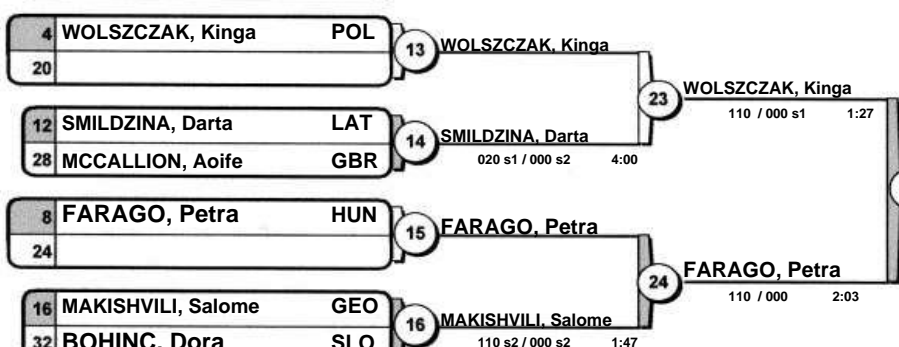 4 WOLSZCZAK, Kinga POL
20
13 WOLSZCZAK, Kinga
23 WOLSZCZAK, Kinga
110 / 000 s1 1:27
12 SMILDZINA, Darta LAT
28 MCCALLION, Aoife GBR
14 SMILDZINA, Darta
020 s1 / 000 s2 4:00
8 FARAGO, Petra HUN
24
15 FARAGO, Petra
24 FARAGO, Petra
110 / 000 2:03
16 MAKISHVILI, Salome GEO
32 BOHINC, Dora SLO
16 MAKISHVILI, Salome
110 s2 / 000 s2 1:47